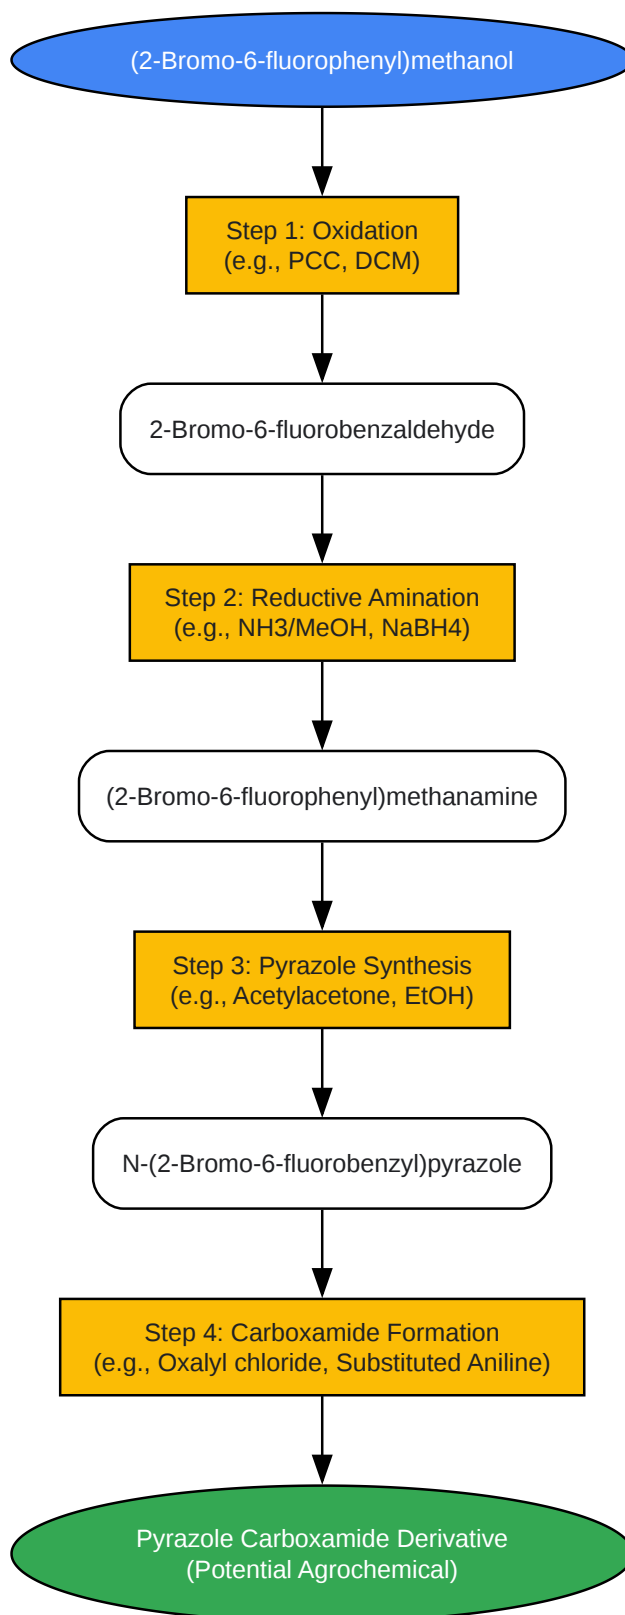 (2-Bromo-6-fluorophenyl)methanol
Step 1: Oxidation
(e.g., PCC, DCM)
2-Bromo-6-fluorobenzaldehyde
Step 2: Reductive Amination
(e.g., NH3/MeOH, NaBH4)
(2-Bromo-6-fluorophenyl)methanamine
Step 3: Pyrazole Synthesis
(e.g., Acetylacetone, EtOH)
N-(2-Bromo-6-fluorobenzyl)pyrazole
Step 4: Carboxamide Formation
(e.g., Oxalyl chloride, Substituted Aniline)
Pyrazole Carboxamide Derivative
(Potential Agrochemical)